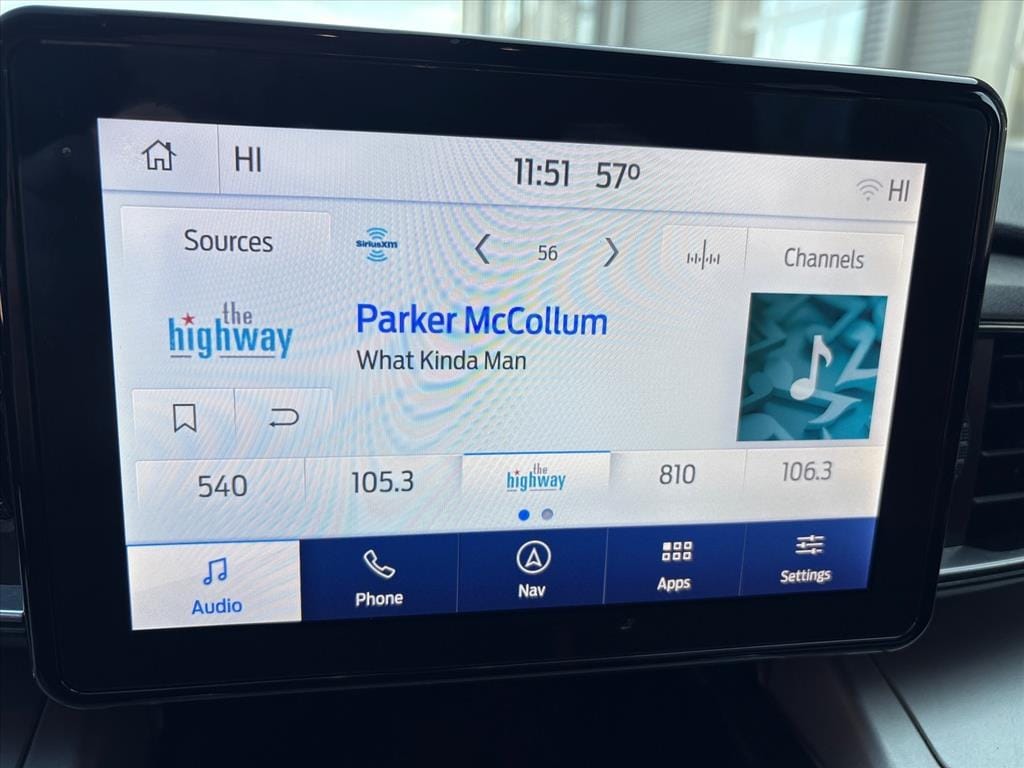 HI 11:51 57º HI
Sources SiriusXM 56 Channels
the highway
Parker McCollum
What Kinda Man
540 105.3 the highway 810 106.3
Audio Phone Nav Apps Settings